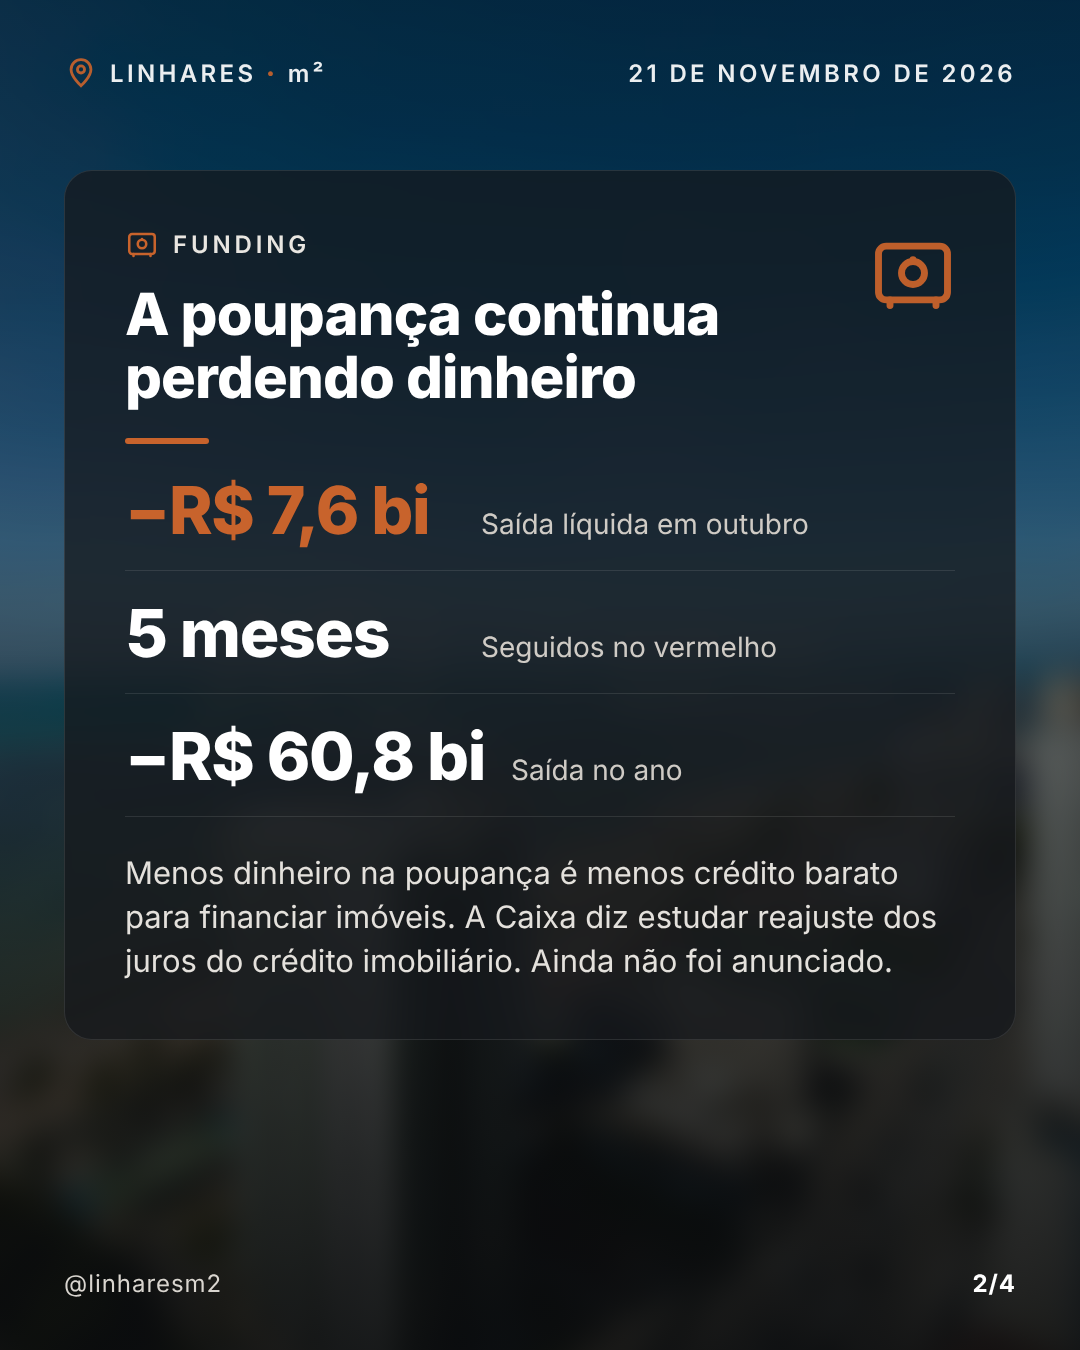 LINHARES · m²
21 DE NOVEMBRO DE 2026
FUNDING
A poupança continua
perdendo dinheiro
–R$ 7,6 bi
Saída líquida em outubro
5 meses
Seguidos no vermelho
–R$ 60,8 bi
Saída no ano
Menos dinheiro na poupança é menos crédito barato
para financiar imóveis. A Caixa diz estudar reajuste dos
juros do crédito imobiliário. Ainda não foi anunciado.
@linharesm2
2/4